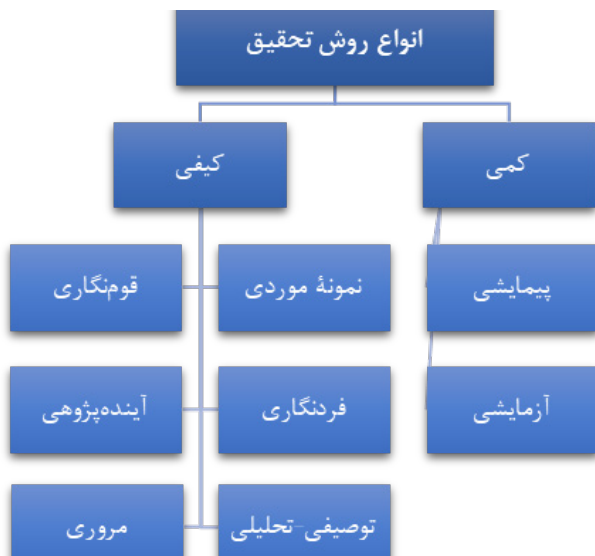 انواع روش تحقیق
کمی
کیفی
پیمایشی
نمونهٔ موردی
قوم‌نگاری
آزمایشی
فردنگاری
آینده‌پژوهی
توصیفی-تحلیلی
مروری